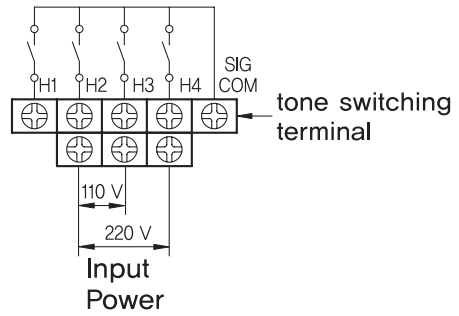 SIG
H1 H2 H3 H4 COM
tone switching
terminal
110 V
220 V
Input
Power